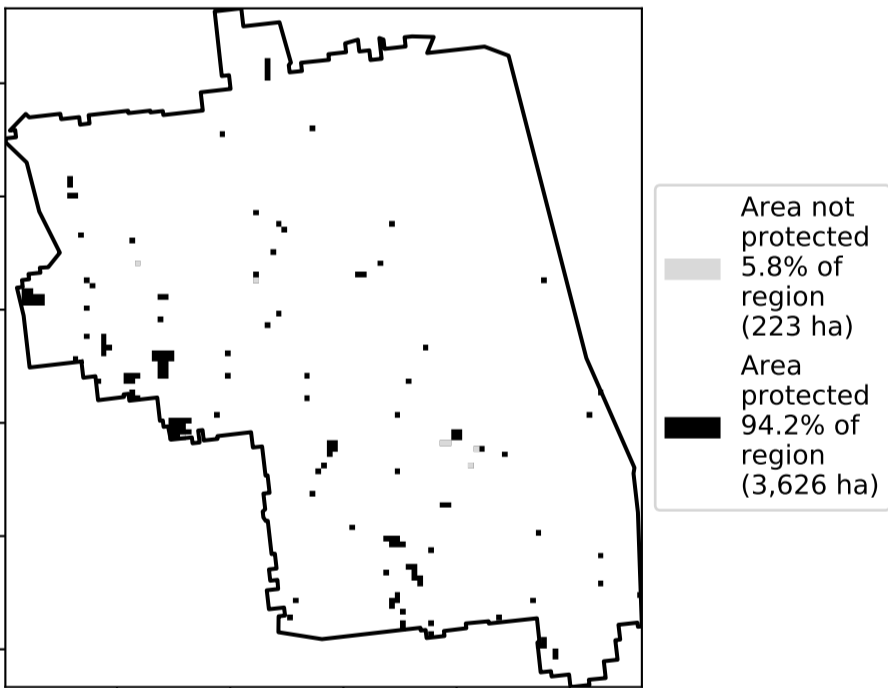 Area not
protected
5.8% of
region
(223 ha)
Area
protected
94.2% of
region
(3,626 ha)